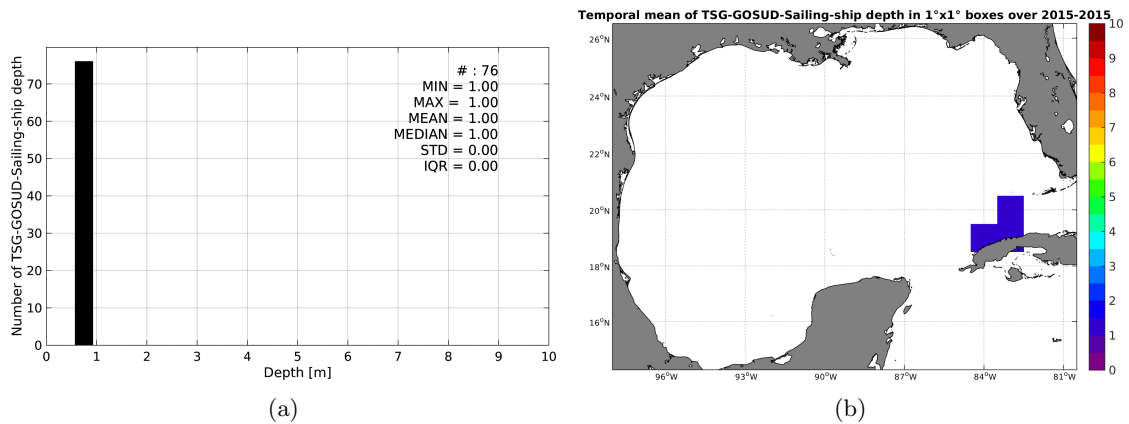 Number of TSG-GOSUD-Sailing-ship depth
70
60
50
40
30
20
10
0
# : 76
MIN = 1.00
MAX = 1.00
MEAN = 1.00
MEDIAN = 1.00
STD = 0.00
IQR = 0.00
0 1 2 3 4 5 6 7 8 9 10
Depth [m]
(a)
Temporal mean of TSG-GOSUD-Sailing-ship depth in 1°x1° boxes over 2015-2015
26°N
24°N
22°N
20°N
18°N
16°N
96°W 93°W 90°W 87°W 84°W 81°W
10
9
8
7
6
5
4
3
2
1
0
(b)